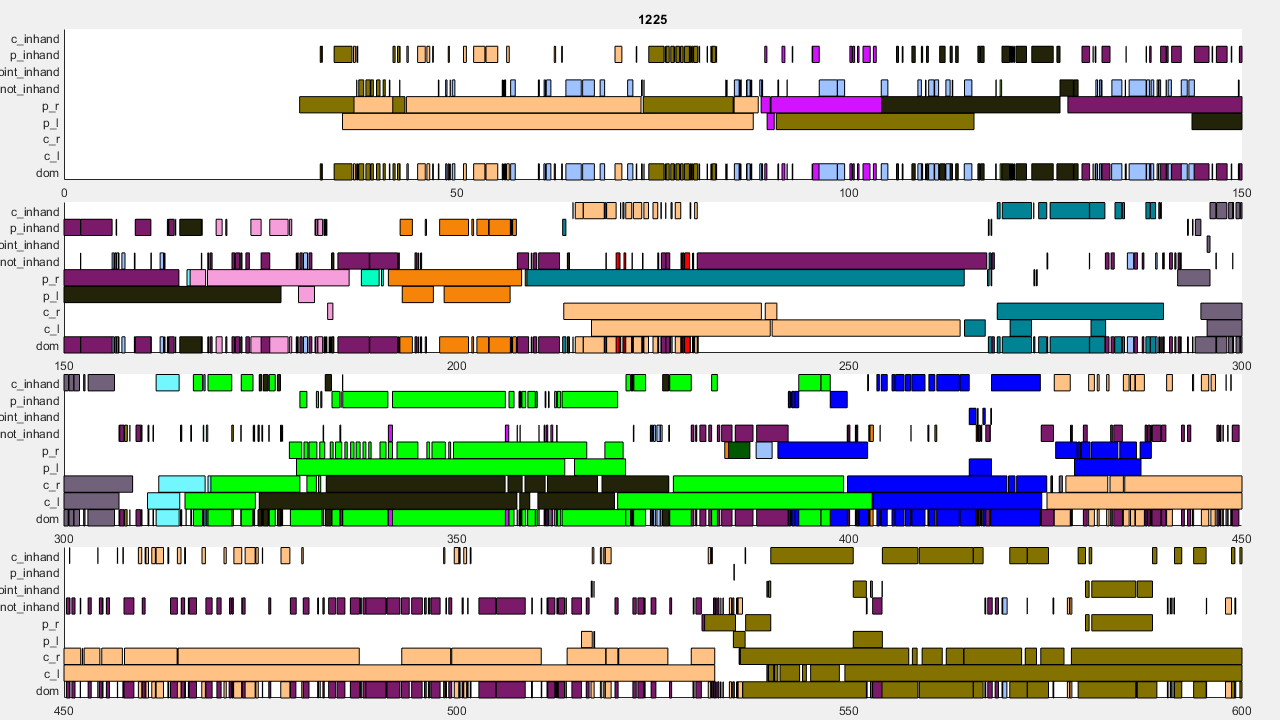 1225
c_inhand
p_inhand
oint_inhand
not_inhand
p_r
p_l
c_r
c_l
dom
0 50 100 150
c_inhand
p_inhand
oint_inhand
not_inhand
p_r
p_l
c_r
c_l
dom
150 200 250 300
c_inhand
p_inhand
oint_inhand
not_inhand
p_r
p_l
c_r
c_l
dom
300 350 400 450
c_inhand
p_inhand
oint_inhand
not_inhand
p_r
p_l
c_r
c_l
dom
450 500 550 600